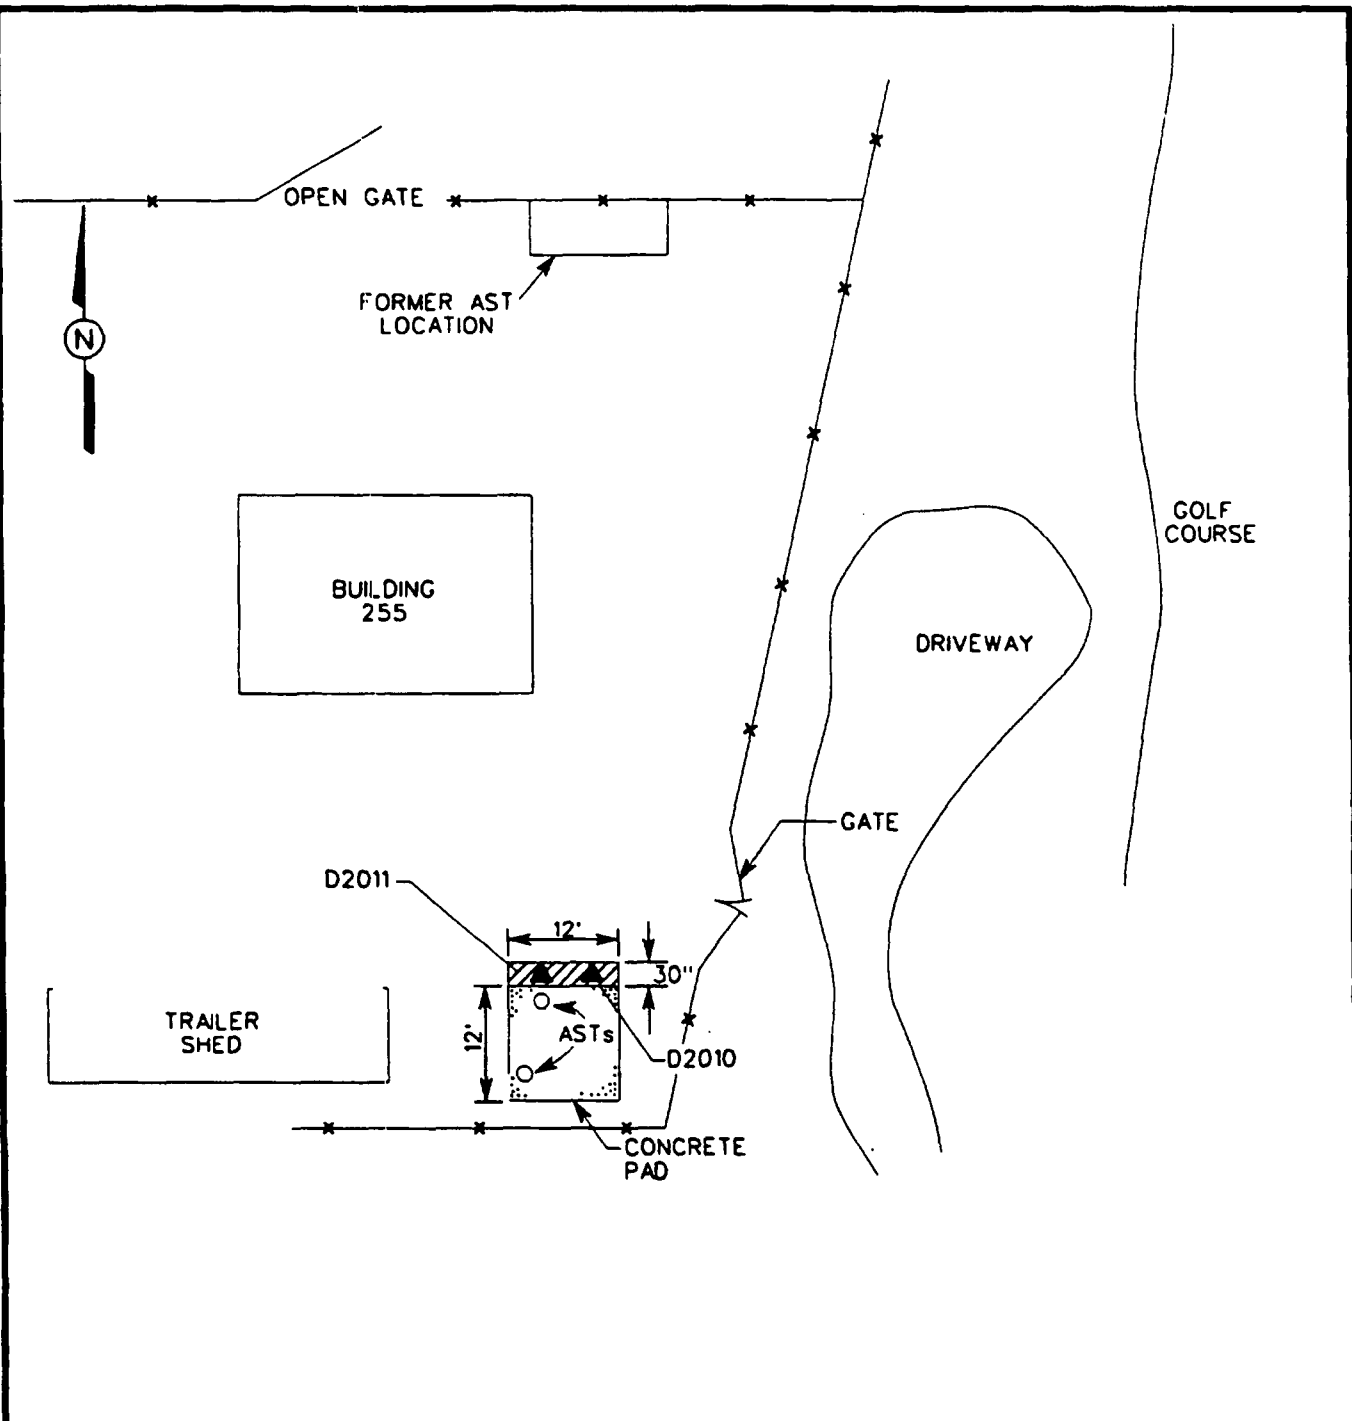 OPEN GATE
FORMER AST
LOCATION
N
GOLF
COURSE
BUILDING
255
DRIVEWAY
GATE
D2011
12'
30"
TRAILER
SHED
12'
ASTs
D2010
CONCRETE
PAD